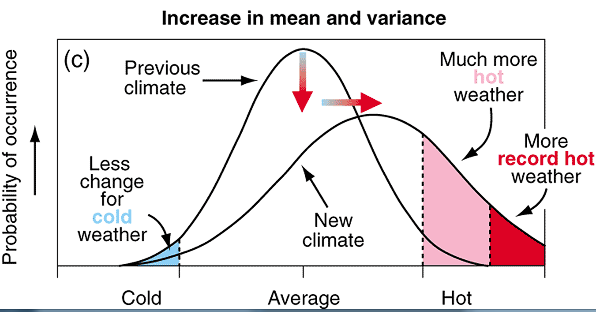 Increase in mean and variance
(c)
Probability of occurrence
Previous
climate
Much more
hot
weather
More
record hot
weather
Less
change
for
cold
weather
New
climate
Cold
Average
Hot